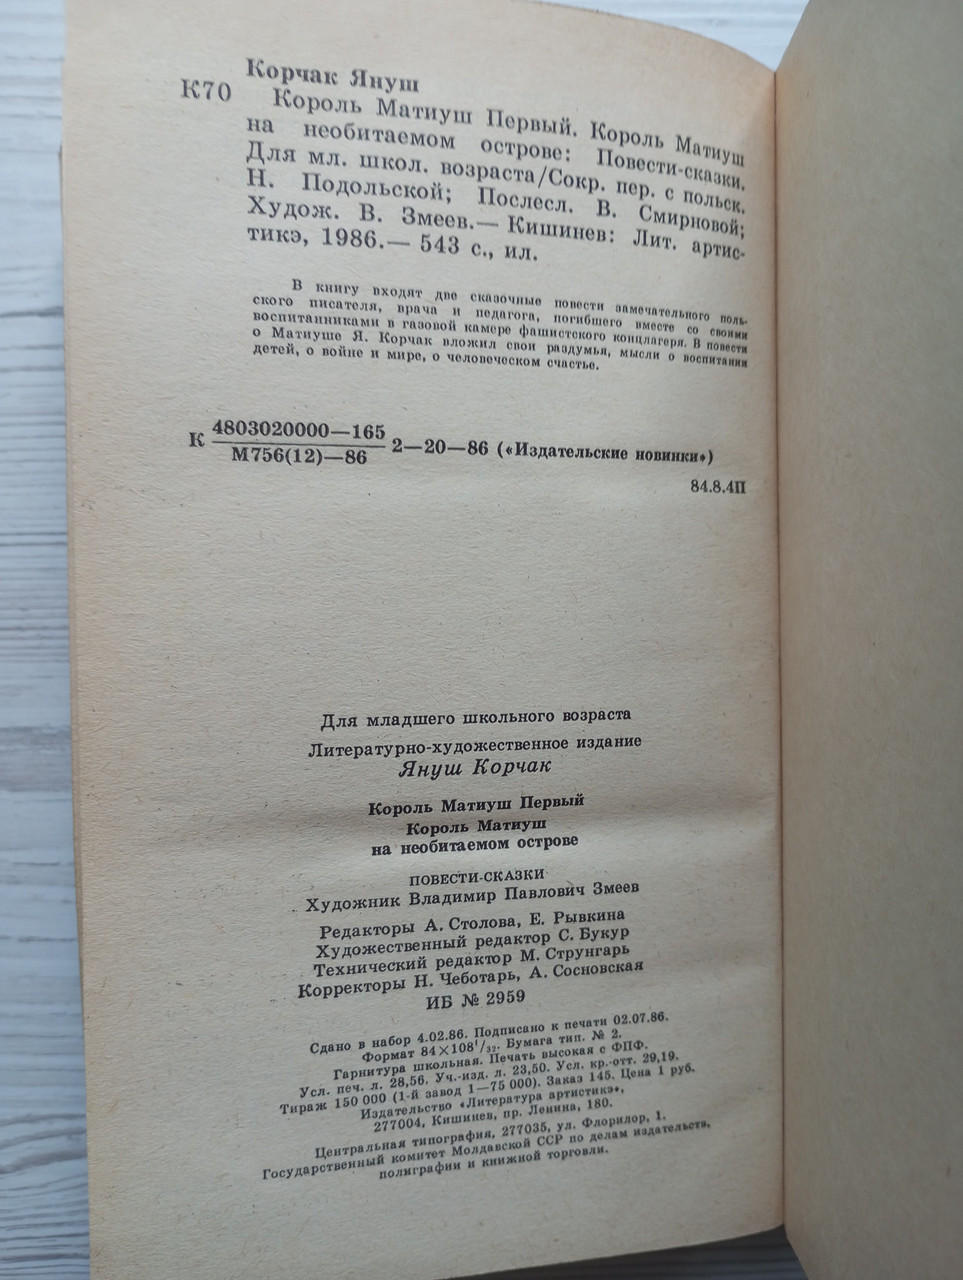 Корчак Януш
К70 Король Матиуш Первый. Король Матиуш
на необитаемом острове: Повести-сказки.
Для мл. школ. возраста/Сокр. пер. с польск.
Н. Подольской; Послесл. В. Смирновой;
Худож. В. Змеев.— Кишинев: Лит. артис-
тикэ, 1986.— 543 с., ил.
В книгу входят две сказочные повести замечательного поль-
ского писателя, врача и педагога, погибшего вместе со своими
воспитанниками в газовой камере фашистского концлагеря. В повести
о Матиуше Я. Корчак вложил свои раздумья, мысли о воспитании
детей, о войне и мире, о человеческом счастье.
К 4803020000—165
М756(12)—86
2—20—86 («Издательские новинки»)
84.8.4П
Для младшего школьного возраста
Литературно-художественное издание
Януш Корчак
Король Матиуш Первый
Король Матиуш
на необитаемом острове
ПОВЕСТИ-СКАЗКИ
Художник Владимир Павлович Змеев
Редакторы А. Столова, Е. Рывкина
Художественный редактор С. Букур
Технический редактор М. Струнгарь
Корректоры Н. Чеботарь, А. Сосновская
ИБ № 2959
Сдано в набор 4.02.86. Подписано к печати 02.07.86.
Формат 84×108¹/₃₂. Бумага тип. № 2.
Гарнитура школьная. Печать высокая с ФПФ.
Усл. печ. л. 28,56. Уч.-изд. л. 23,50. Усл. кр.-отт. 29,19.
Тираж 150 000 (1-й завод 1—75 000). Заказ 145. Цена 1 руб.
Издательство «Литература артистикэ»,
277004, Кишинев, пр. Ленина, 180.
Центральная типография, 277035, ул. Флорилор, 1.
Государственный комитет Молдавской ССР по делам издательств,
полиграфии и книжной торговли.